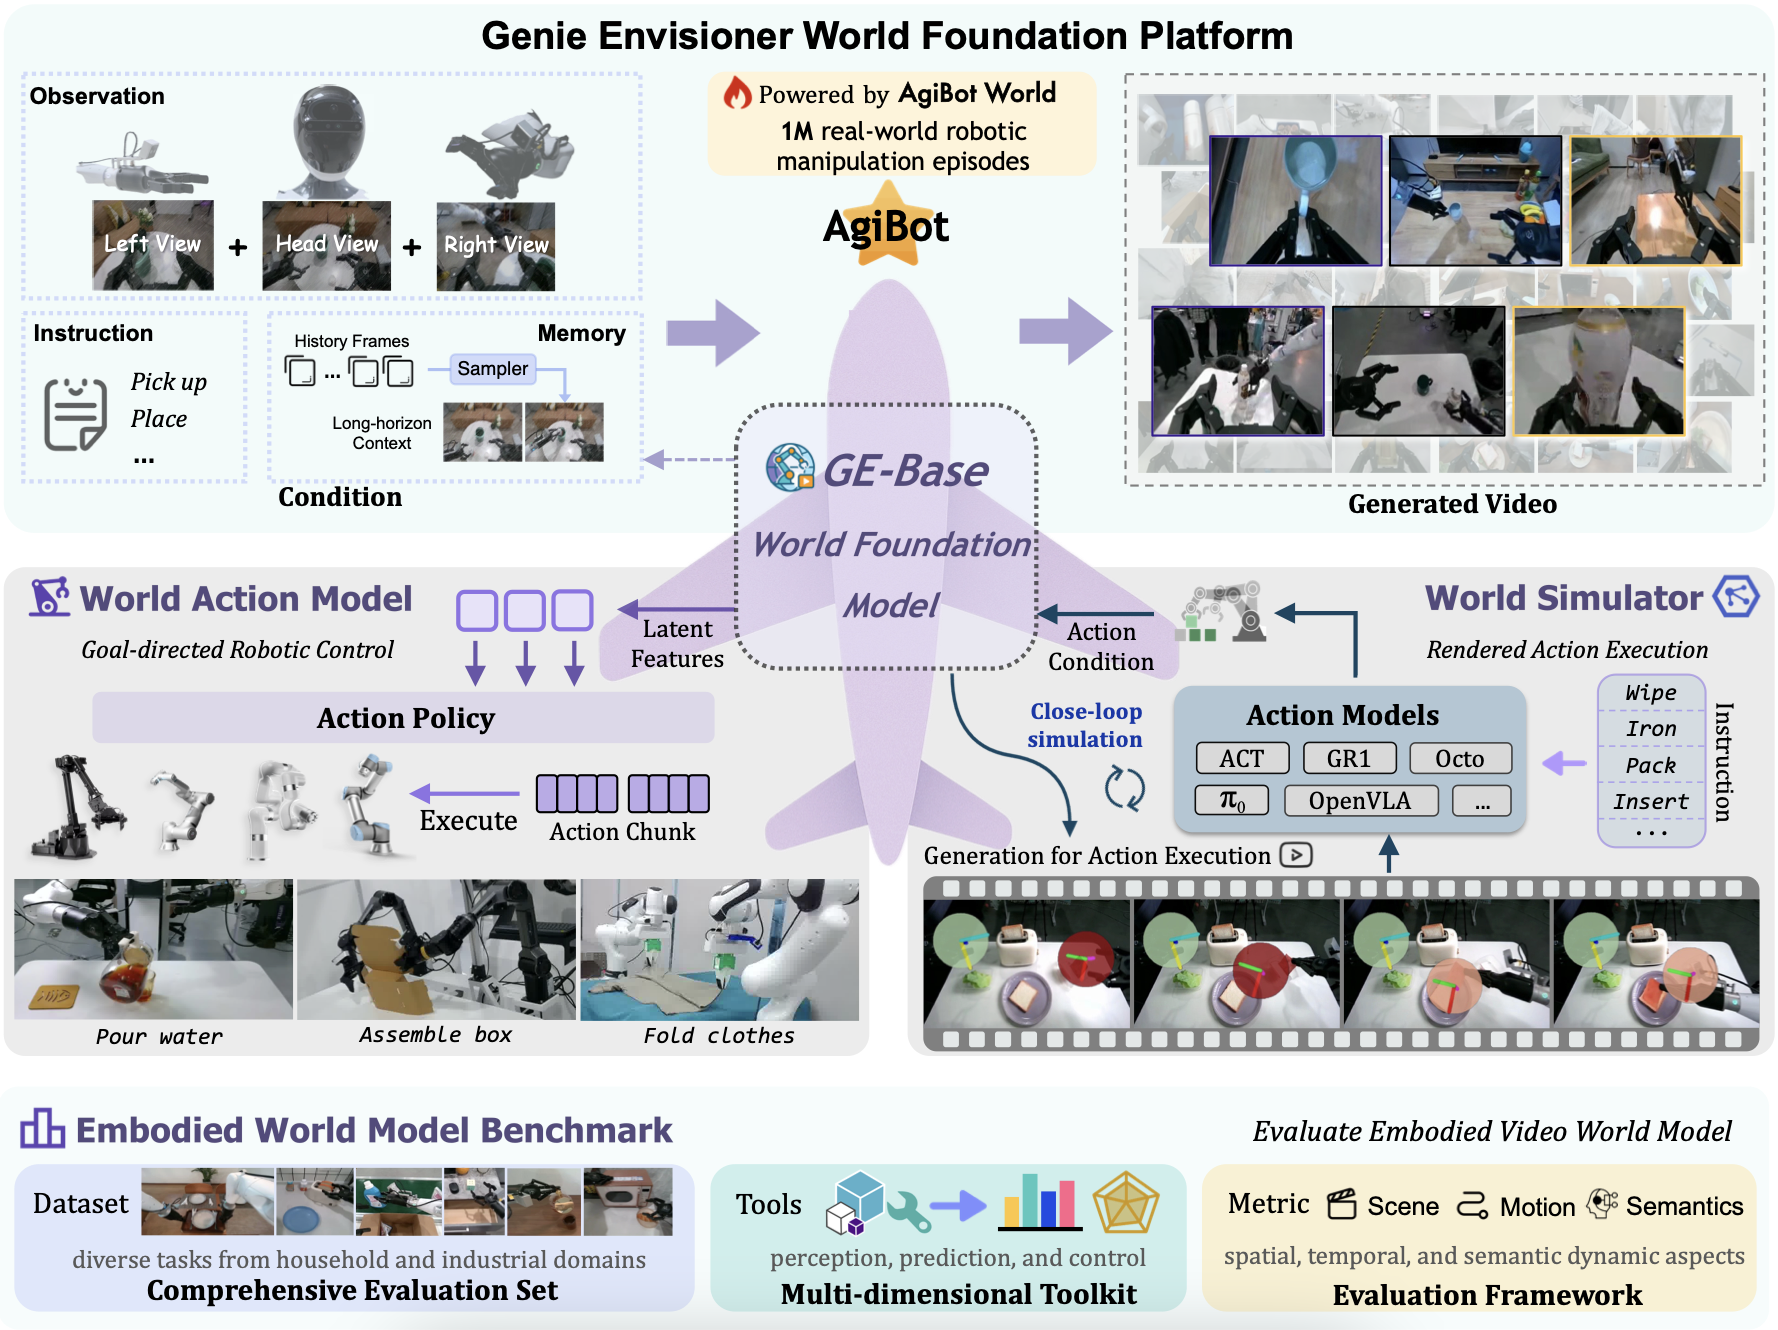 Genie Envisioner World Foundation Platform
Observation
Left View + Head View + Right View
Instruction
Pick up
Place
...
Memory
History Frames
...
Sampler
Long-horizon
Context
Condition
Powered by AgiBot World
1M real-world robotic
manipulation episodes
AgiBot
GE-Base
World Foundation
Model
Generated Video
World Action Model
Goal-directed Robotic Control
Latent
Features
Action Policy
Execute
Action Chunk
Pour water
Assemble box
Fold clothes
World Simulator
Rendered Action Execution
Action
Condition
Close-loop
simulation
Action Models
ACT GR1 Octo
π0 OpenVLA ...
Wipe
Iron
Pack
Insert
...
Instruction
Generation for Action Execution
Embodied World Model Benchmark
Evaluate Embodied Video World Model
Dataset
diverse tasks from household and industrial domains
Comprehensive Evaluation Set
Tools
perception, prediction, and control
Multi-dimensional Toolkit
Metric Scene Motion Semantics
spatial, temporal, and semantic dynamic aspects
Evaluation Framework